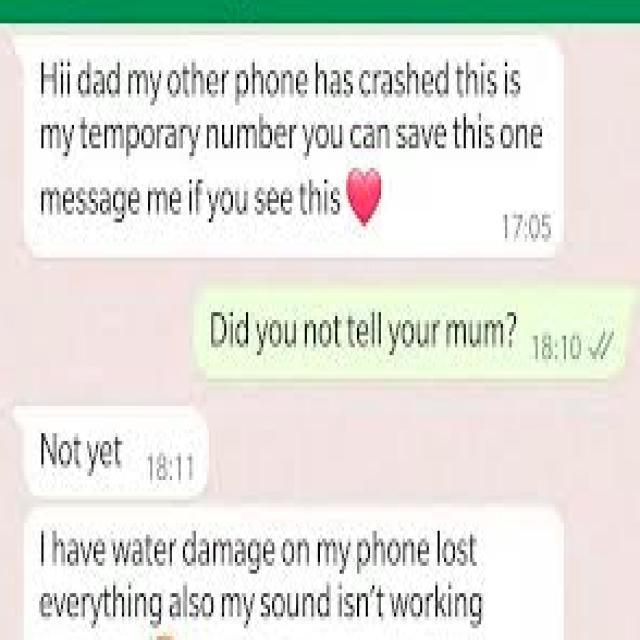 Hii dad my other phone has crashed this is
my temporary number you can save this one
message me if you see this
17:05
Did you not tell your mum? 18:10
Not yet 18:11
I have water damage on my phone lost
everything also my sound isn't working